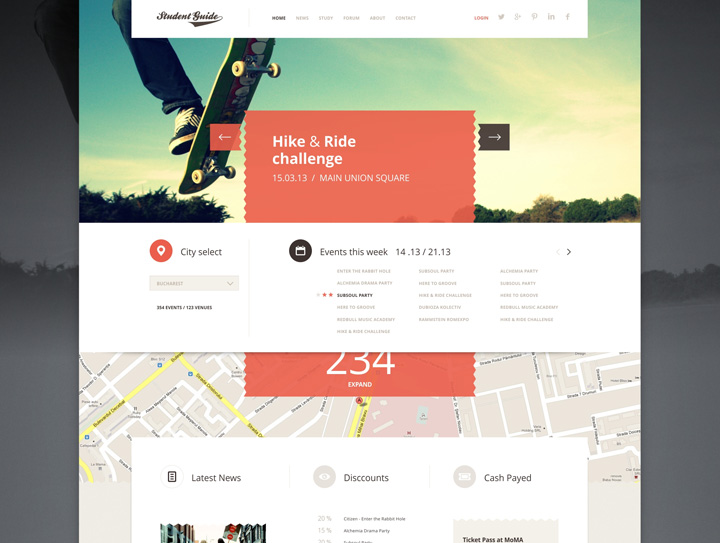 Student Guide
HOME NEWS STUDY FORUM ABOUT CONTACT LOGIN
Hike & Ride
challenge
15.03.13 / MAIN UNION SQUARE
City select
BUCHAREST
354 EVENTS / 123 VENUES
Events this week 14 .13 / 21.13
ENTER THE RABBIT HOLE SUBSOUL PARTY ALCHEMIA PARTY
ALCHEMIA DRAMA PARTY HERE TO GROOVE SUBSOUL PARTY
SUBSOUL PARTY HIKE & RIDE CHALLENGE HERE TO GROOVE
HERE TO GROOVE DUBIOZA KOLECTIV REDBULL MUSIC ACADEMY
REDBULL MUSIC ACADEMY RAMMSTEIN ROMEXPO HIKE & RIDE CHALLENGE
HIKE & RIDE CHALLENGE
234
EXPAND
Bulevardul Decebal
Latest News Disccounts Cash Payed
20 % Citizen - Enter the Rabbit Hole
15 % Alchemia Drama Party
Ticket Pass at MoMA